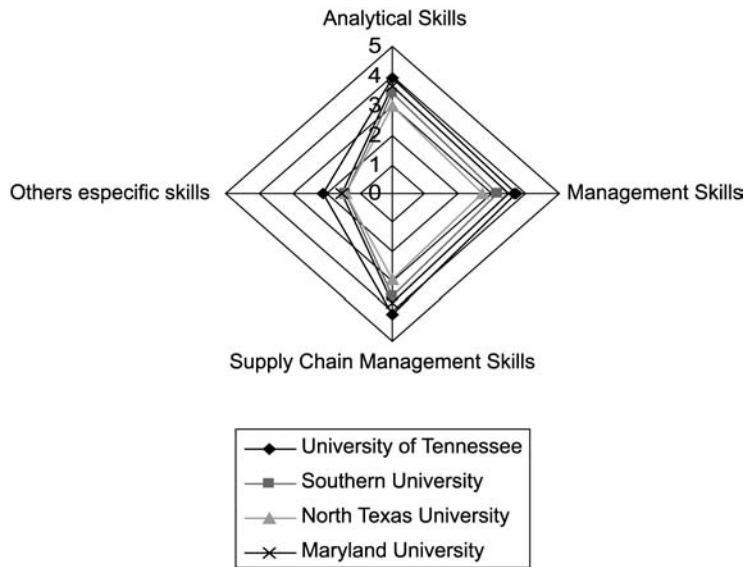 Analytical Skills
5
4
3
2
1
0
Others especific skills
Management Skills
Supply Chain Management Skills
University of Tennessee
Southern University
North Texas University
Maryland University